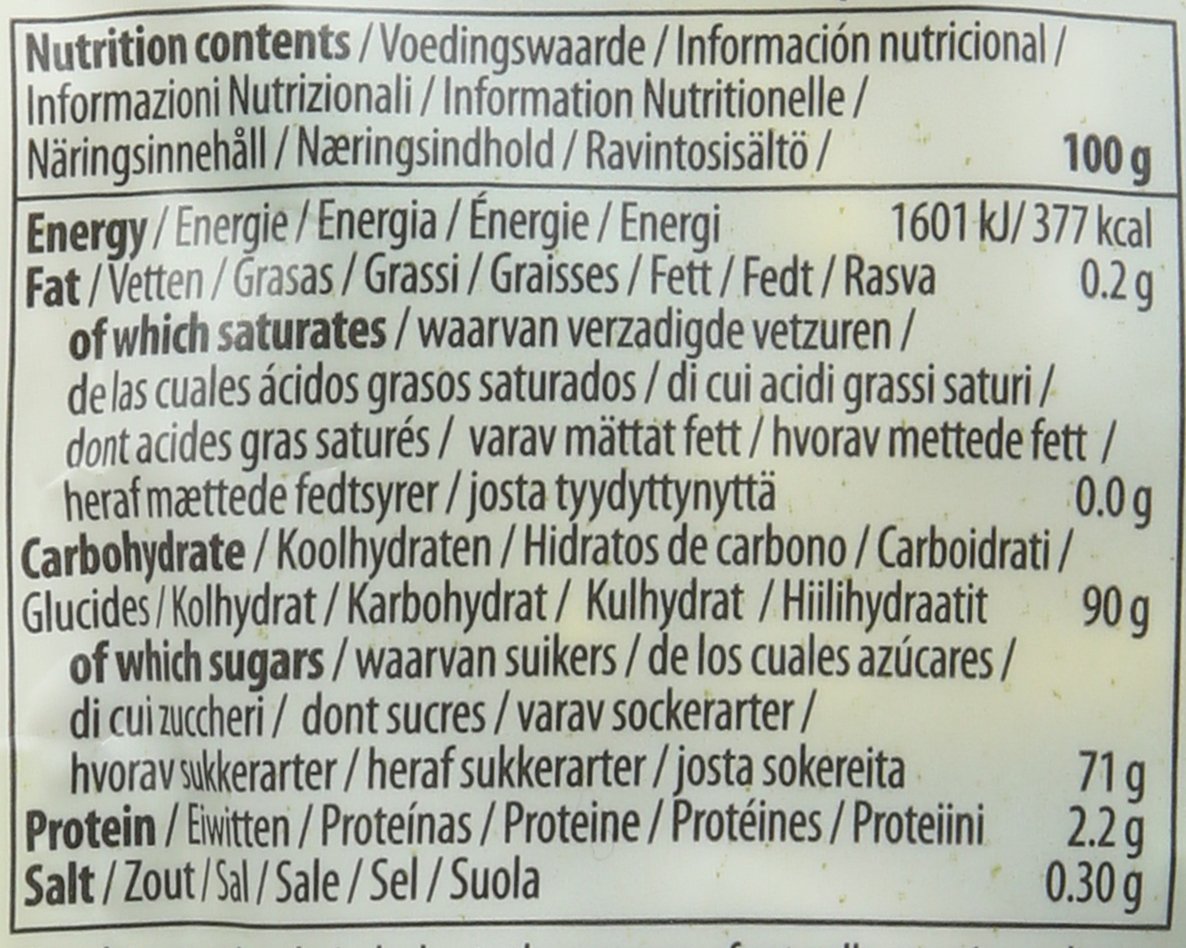 Nutrition contents / Voedingswaarde / Información nutricional /
Informazioni Nutrizionali / Information Nutritionelle /
Näringsinnehåll / Næringsindhold / Ravintosisältö / 100 g
Energy / Energie / Energia / Énergie / Energi 1601 kJ/ 377 kcal
Fat / Vetten / Grasas / Grassi / Graisses / Fett / Fedt / Rasva 0.2 g
of which saturates / waarvan verzadigde vetzuren /
de las cuales ácidos grasos saturados / di cui acidi grassi saturi /
dont acides gras saturés / varav mättat fett / hvorav mettede fett /
heraf mættede fedtsyrer / josta tyydyttynyttä 0.0 g
Carbohydrate / Koolhydraten / Hidratos de carbono / Carboidrati /
Glucides / Kolhydrat / Karbohydrat / Kulhydrat / Hiilihydraatit 90 g
of which sugars / waarvan suikers / de los cuales azúcares /
di cui zuccheri / dont sucres / varav sockerarter /
hvorav sukkerarter / heraf sukkerarter / josta sokereita 71 g
Protein / Eiwitten / Proteínas / Proteine / Protéines / Proteiini 2.2 g
Salt / Zout / Sal / Sale / Sel / Suola 0.30 g